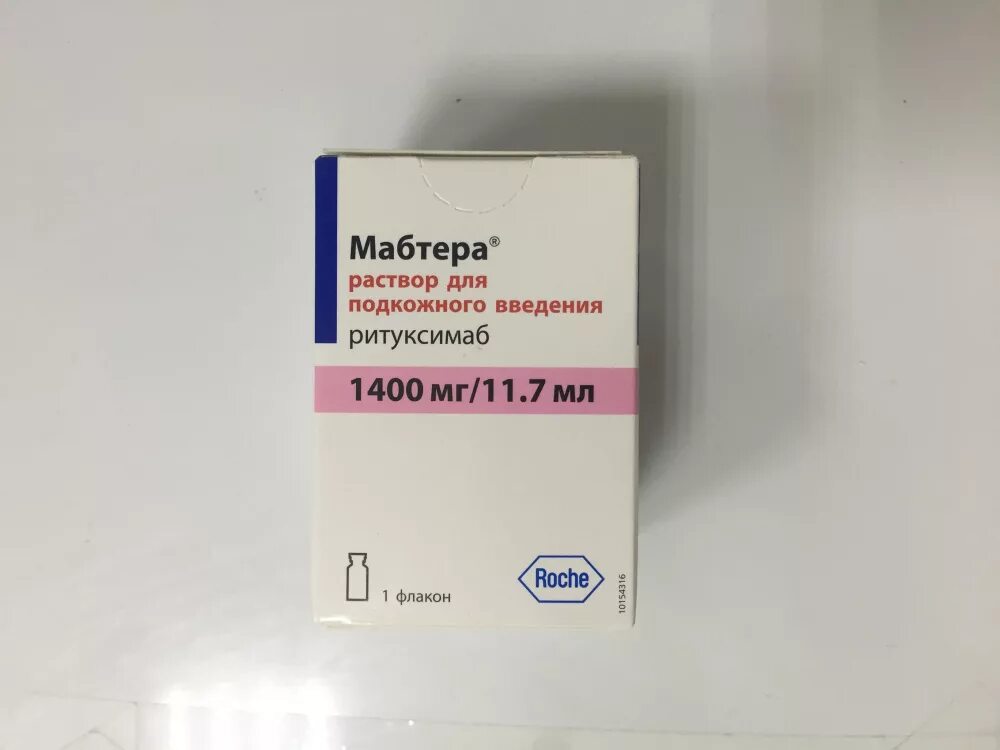 Мабтера®
раствор для
подкожного введения
ритуксимаб
1400 мг/11.7 мл
1 флакон
Roche
10154316